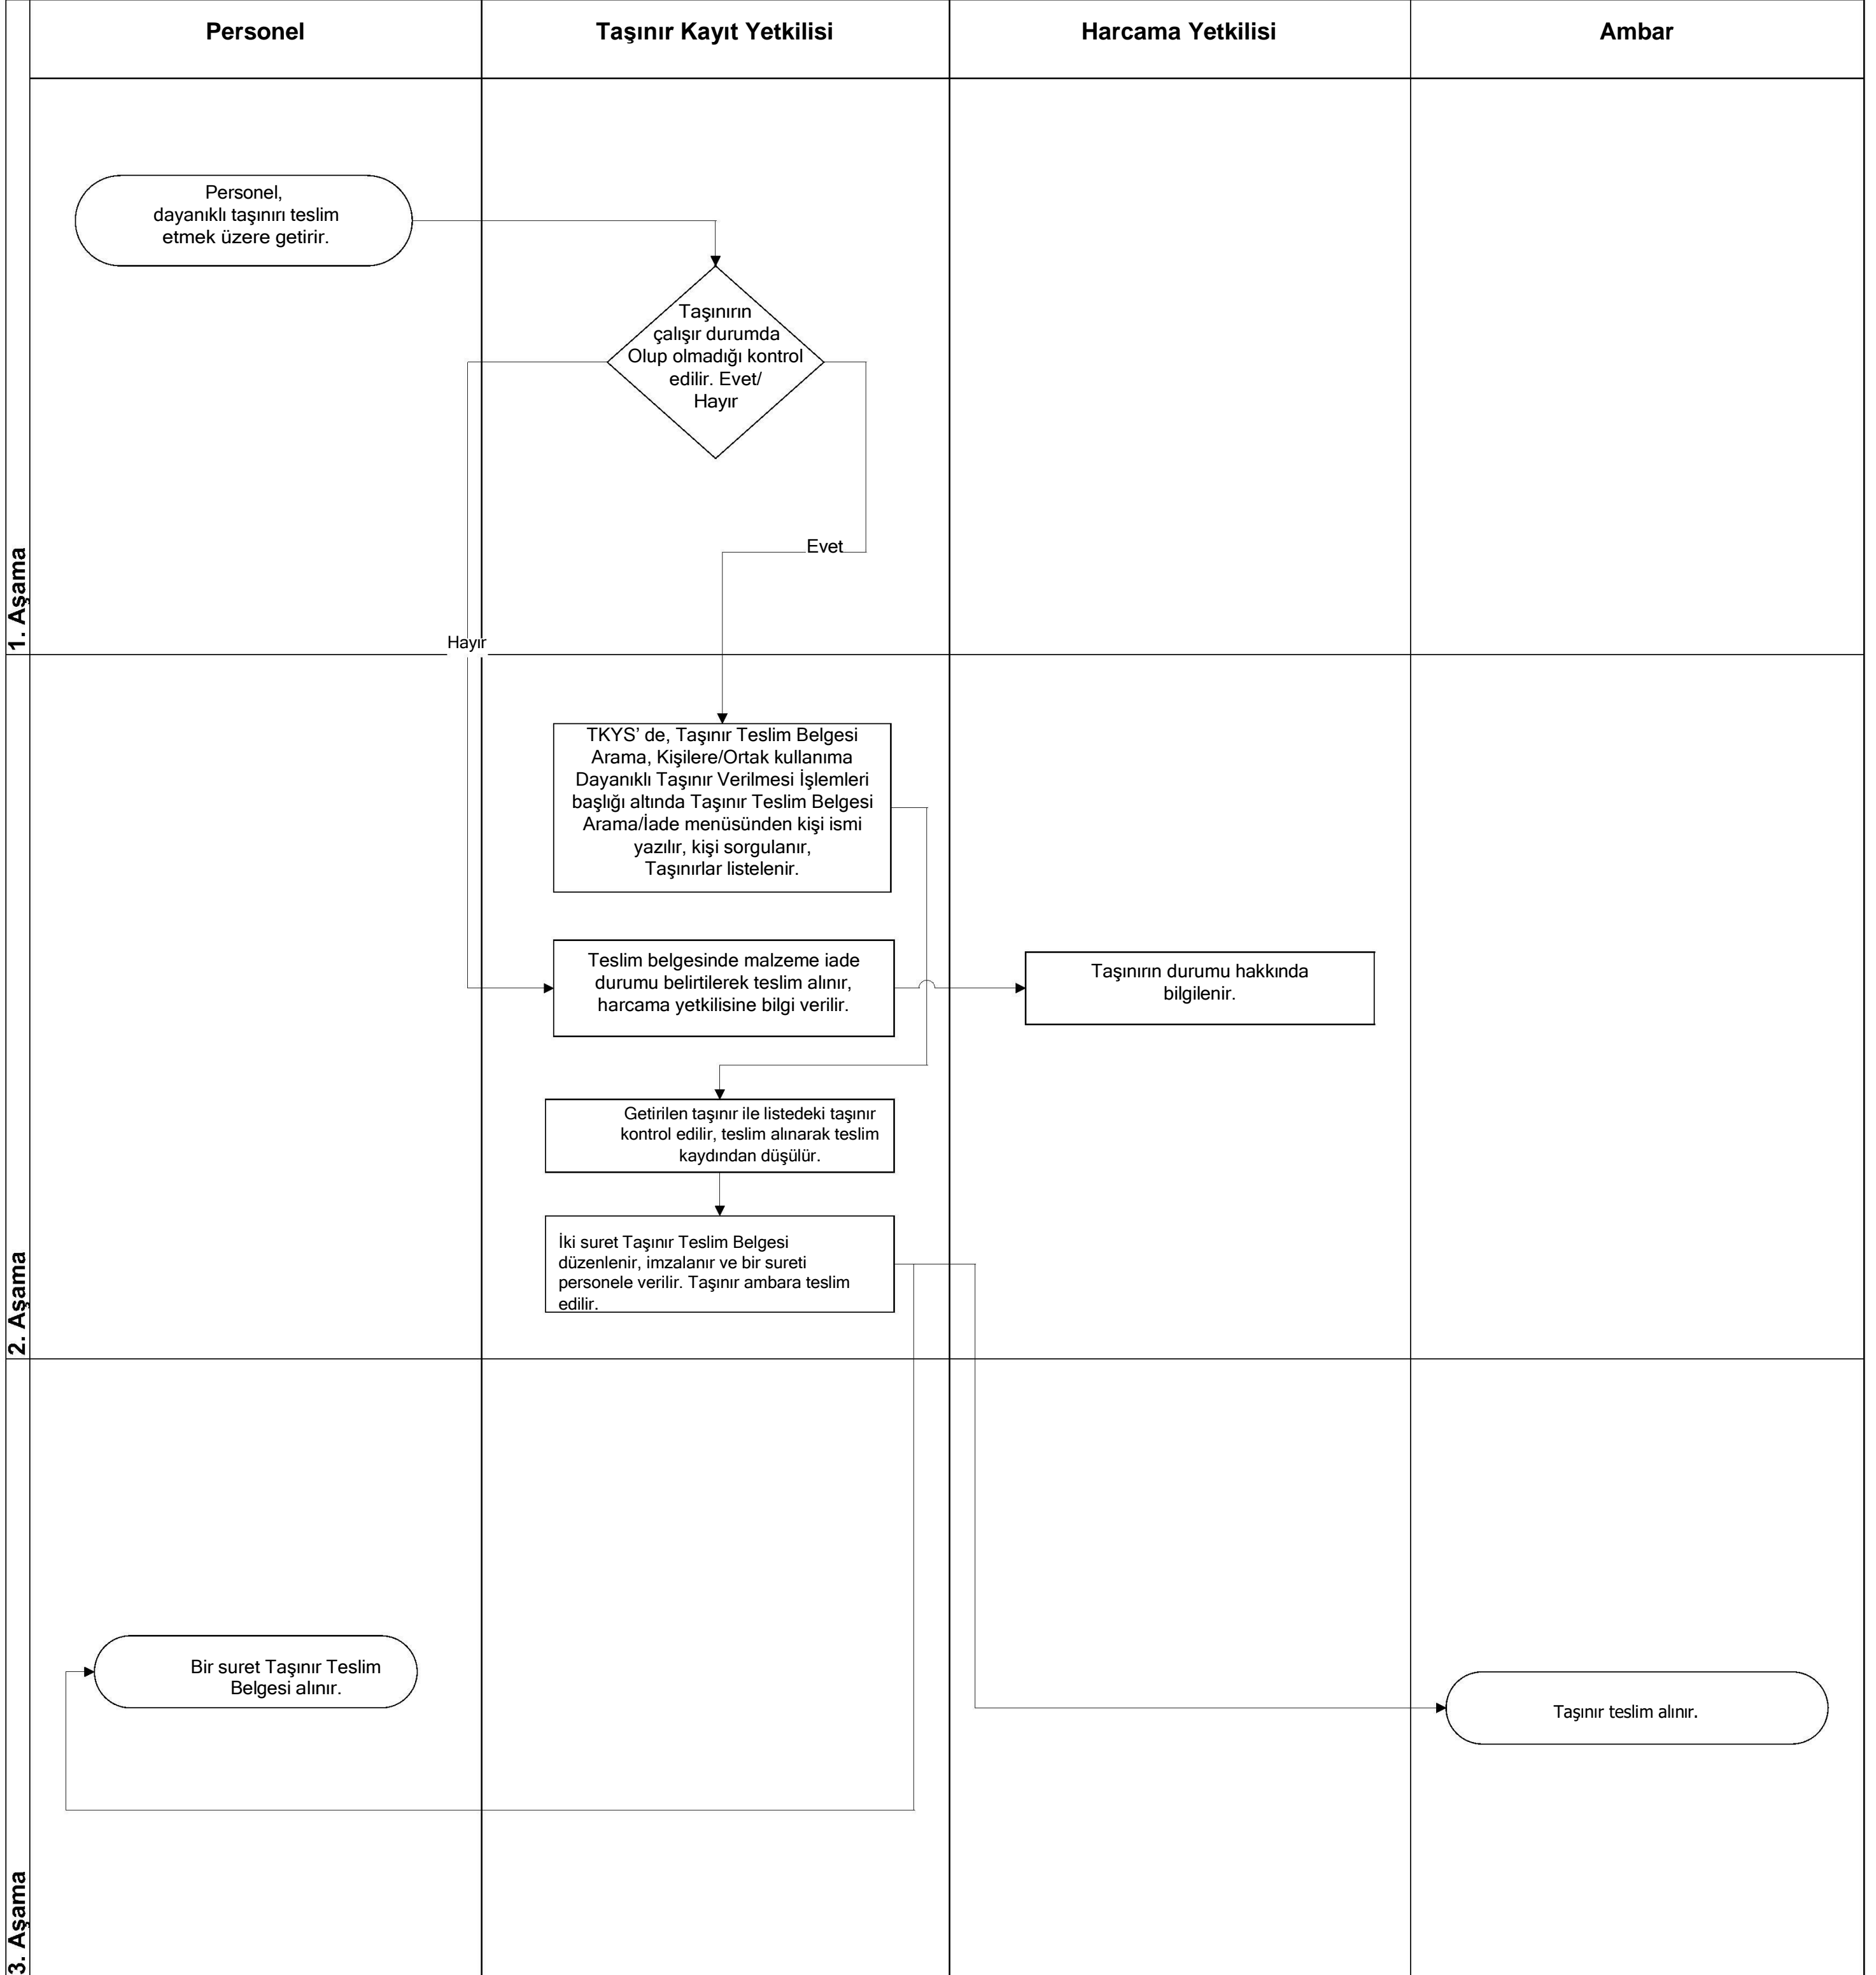 Personel
Taşınır Kayıt Yetkilisi
Harcama Yetkilisi
Ambar
1. Aşama
Personel,
dayanıklı taşınırı teslim
etmek üzere getirir.
Taşınırın
çalışır durumda
Olup olmadığı kontrol
edilir. Evet/
Hayır
Evet
Hayır
2. Aşama
TKYS’ de, Taşınır Teslim Belgesi
Arama, Kişilere/Ortak kullanıma
Dayanıklı Taşınır Verilmesi İşlemleri
başlığı altında Taşınır Teslim Belgesi
Arama/İade menüsünden kişi ismi
yazılır, kişi sorgulanır,
Taşınırlar listelenir.
Teslim belgesinde malzeme iade
durumu belirtilerek teslim alınır,
harcama yetkilisine bilgi verilir.
Taşınırın durumu hakkında
bilgilenir.
Getirilen taşınır ile listedeki taşınır
kontrol edilir, teslim alınarak teslim
kaydından düşülür.
İki suret Taşınır Teslim Belgesi
düzenlenir, imzalanır ve bir sureti
personele verilir. Taşınır ambara teslim
edilir.
3. Aşama
Bir suret Taşınır Teslim
Belgesi alınır.
Taşınır teslim alınır.